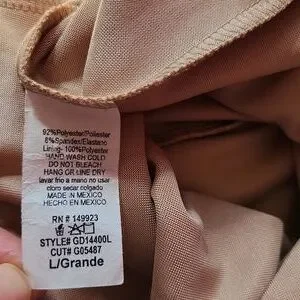 92%Polyester/Poliester
8%Spandex/Elastano
Lining- 100%Polyester
HAND WASH COLD
DO NOT BLEACH
HANG OR LINE DRY
lavar frio a mano no usar
cloro secar colgado
MADE IN MEXICO
HECHO EN MEXICO
RN # 149923
STYLE# GD14400L
CUT# G05487
L/Grande